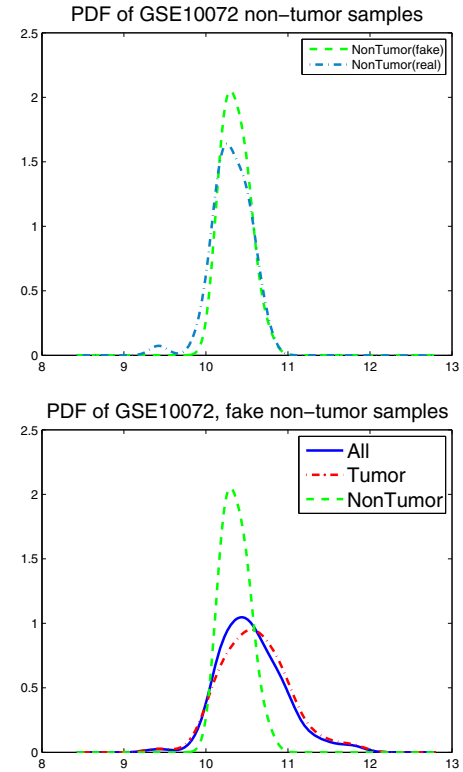 PDF of GSE10072 non−tumor samples
2.5
NonTumor(fake)
NonTumor(real)
2
1.5
1
0.5
0
8 9 10 11 12 13
PDF of GSE10072, fake non−tumor samples
2.5
All
Tumor
NonTumor
2
1.5
1
0.5
0
8 9 10 11 12 13